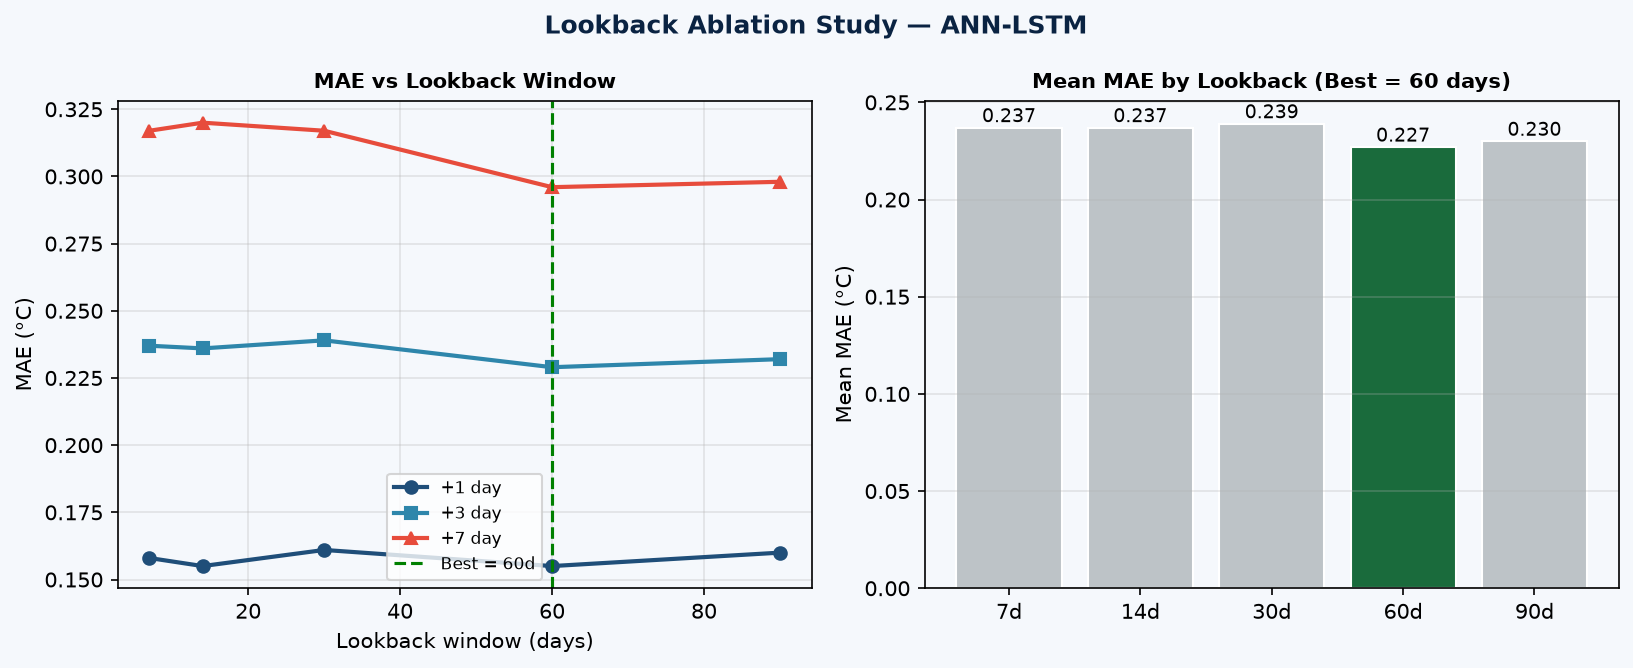 Lookback Ablation Study — ANN-LSTM
MAE vs Lookback Window
MAE (°C)
0.325
0.300
0.275
0.250
0.225
0.200
0.175
0.150
+1 day
+3 day
+7 day
Best = 60d
20 40 60 80
Lookback window (days)
Mean MAE by Lookback (Best = 60 days)
Mean MAE (°C)
0.25
0.20
0.15
0.10
0.05
0.00
0.237 0.237 0.239 0.227 0.230
7d 14d 30d 60d 90d